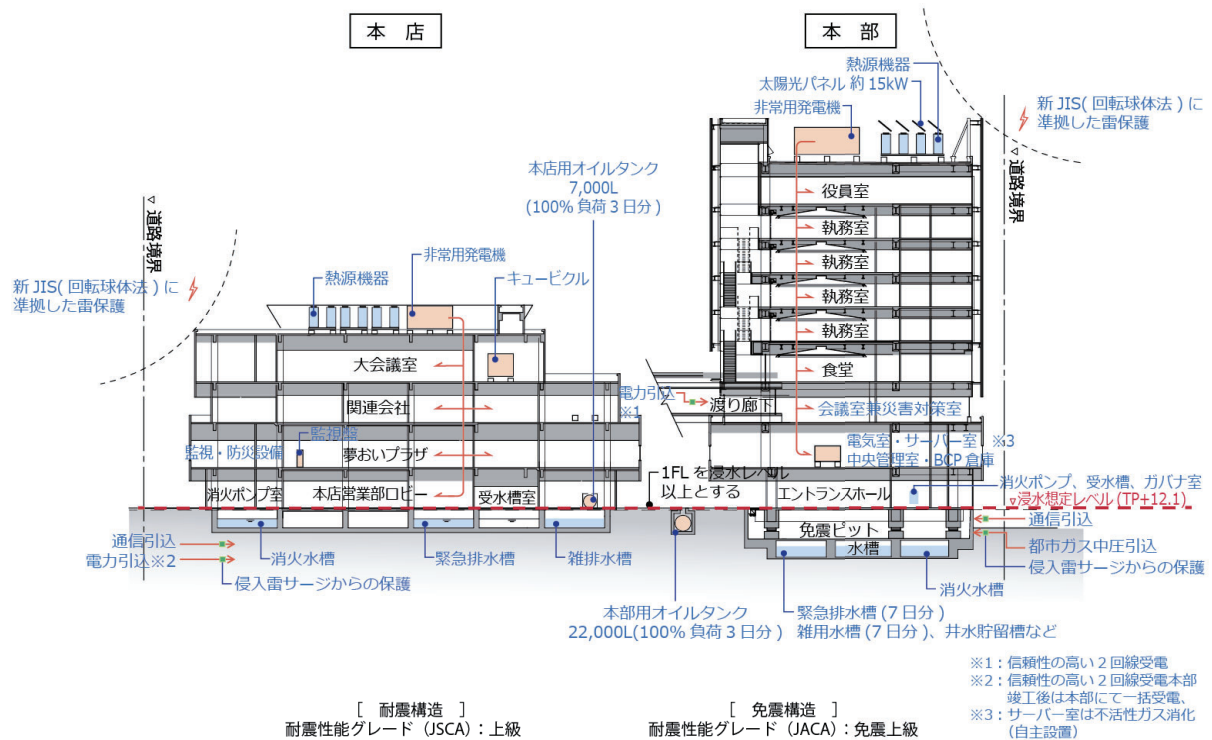 本 店
本 部
熱源機器
太陽光パネル 約 15kW
非常用発電機
新 JIS( 回転球体法 ) に
準拠した雷保護
▽道路境界
本店用オイルタンク
7,000L
(100% 負荷 3 日分 )
役員室
執務室
執務室
執務室
執務室
食堂
▽道路境界
新 JIS( 回転球体法 ) に
準拠した雷保護
熱源機器
非常用発電機
キュービクル
大会議室
関連会社
電力引込
※1
渡り廊下
会議室兼災害対策室
監視盤
監視・防災設備
夢おいプラザ
電気室・サーバー室 ※3
中央管理室・BCP 倉庫
消火ポンプ室
本店営業部ロビー
受水槽室
1FL を浸水レベル
以上とする
エントランスホール
消火ポンプ、受水槽、ガバナ室
▽浸水想定レベル (TP+12.1)
免震ピット
通信引込
水槽
都市ガス中圧引込
侵入雷サージからの保護
消火水槽
通信引込
電力引込※2
消火水槽
緊急排水槽
雑排水槽
侵入雷サージからの保護
本部用オイルタンク
22,000L(100% 負荷 3 日分 )
緊急排水槽 (7 日分 )
雑用水槽 (7 日分 )、井水貯留槽など
※1：信頼性の高い 2 回線受電
※2：信頼性の高い 2 回線受電本部
竣工後は本部にて一括受電、
※3：サーバー室は不活性ガス消化
(自主設置)
[ 耐震構造 ]
耐震性能グレード（JSCA）：上級
[ 免震構造 ]
耐震性能グレード（JACA）：免震上級